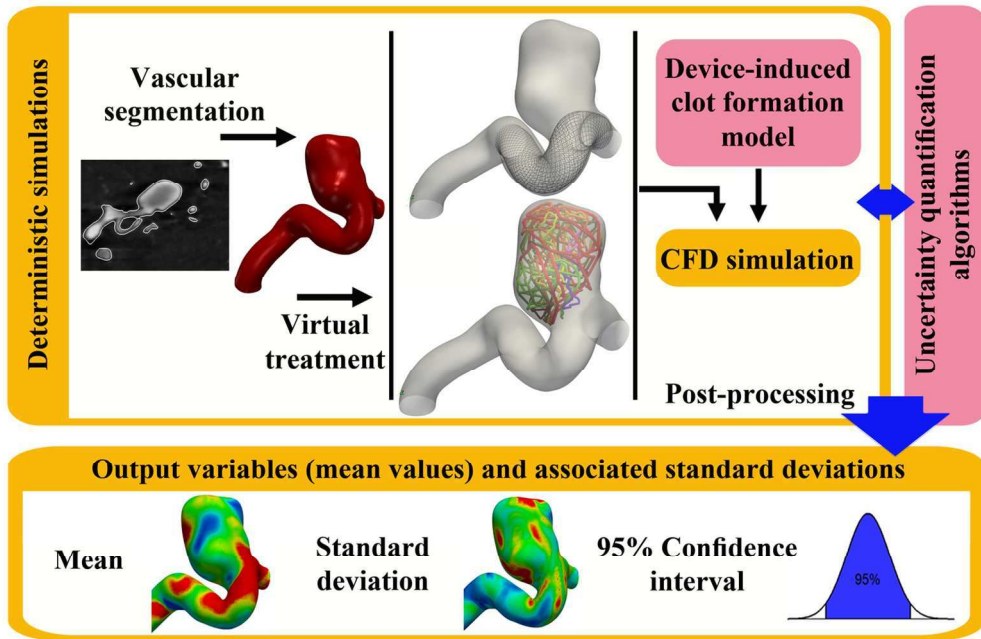 Deterministic simulations
Vascular
segmentation
Virtual
treatment
Device-induced
clot formation
model
CFD simulation
Post-processing
Uncertainty quantification
algorithms
Output variables (mean values) and associated standard deviations
Mean
Standard
deviation
95% Confidence
interval
95%